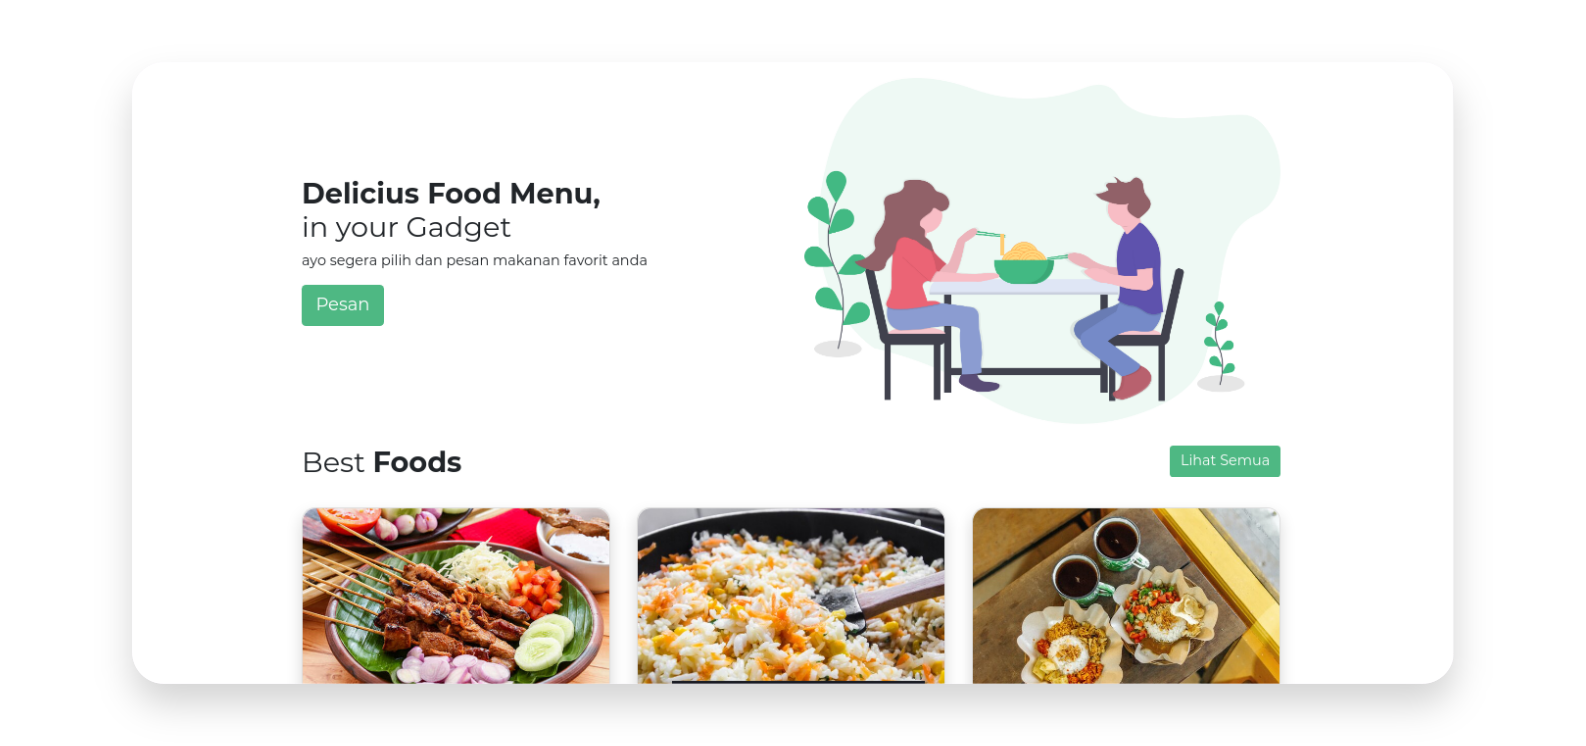 Delicius Food Menu,
in your Gadget
ayo segera pilih dan pesan makanan favorit anda
Pesan
Best Foods
Lihat Semua